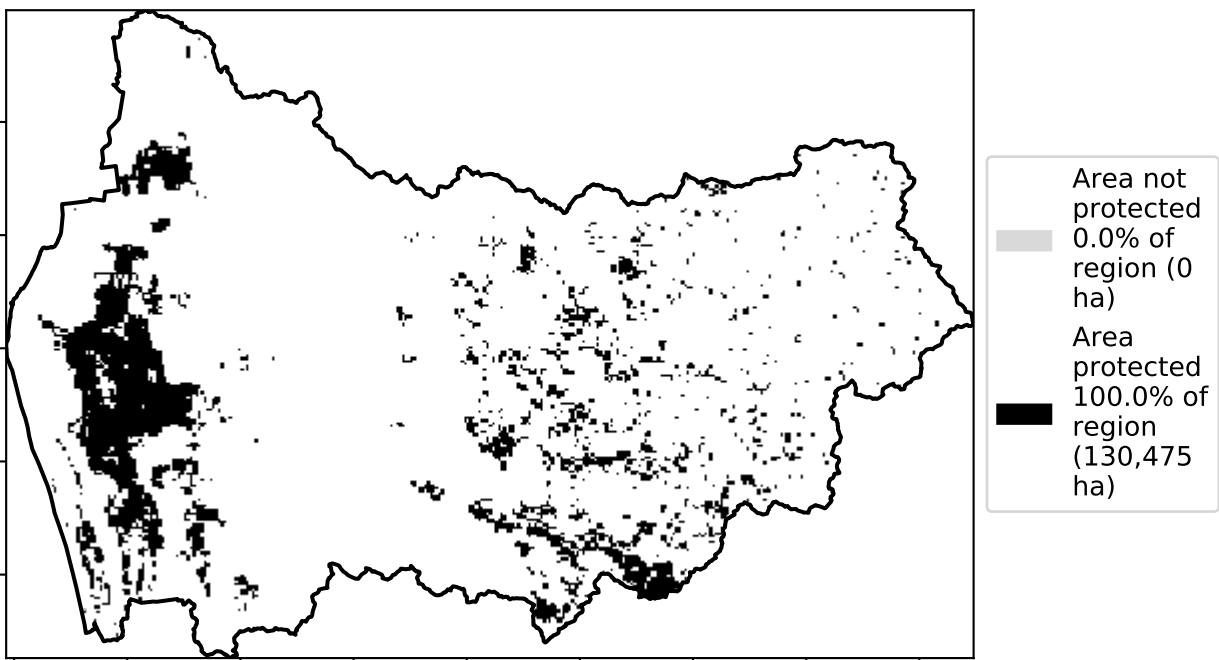 Area not
protected
0.0% of
region (0
ha)
Area
protected
100.0% of
region
(130,475
ha)